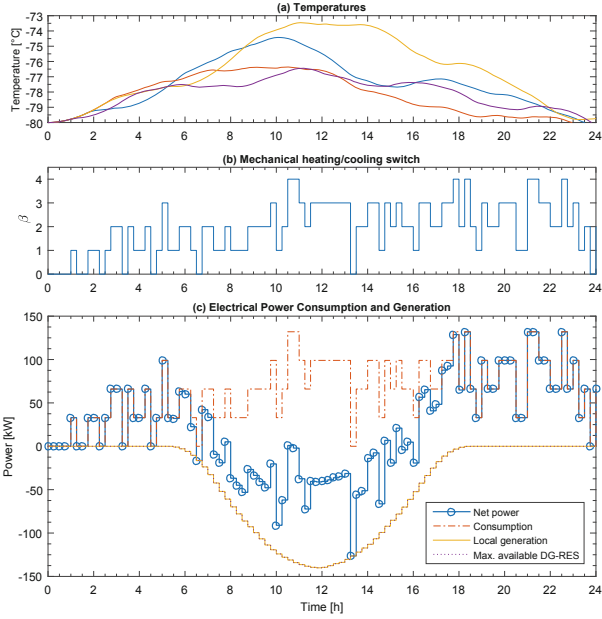 (a) Temperatures
Temperature [°C]
-73
-74
-75
-76
-77
-78
-79
-80
0 2 4 6 8 10 12 14 16 18 20 22 24
(b) Mechanical heating/cooling switch
β
4
3
2
1
0
0 2 4 6 8 10 12 14 16 18 20 22 24
(c) Electrical Power Consumption and Generation
Power [kW]
150
100
50
0
-50
-100
-150
Net power
Consumption
Local generation
Max. available DG-RES
0 2 4 6 8 10 12 14 16 18 20 22 24
Time [h]